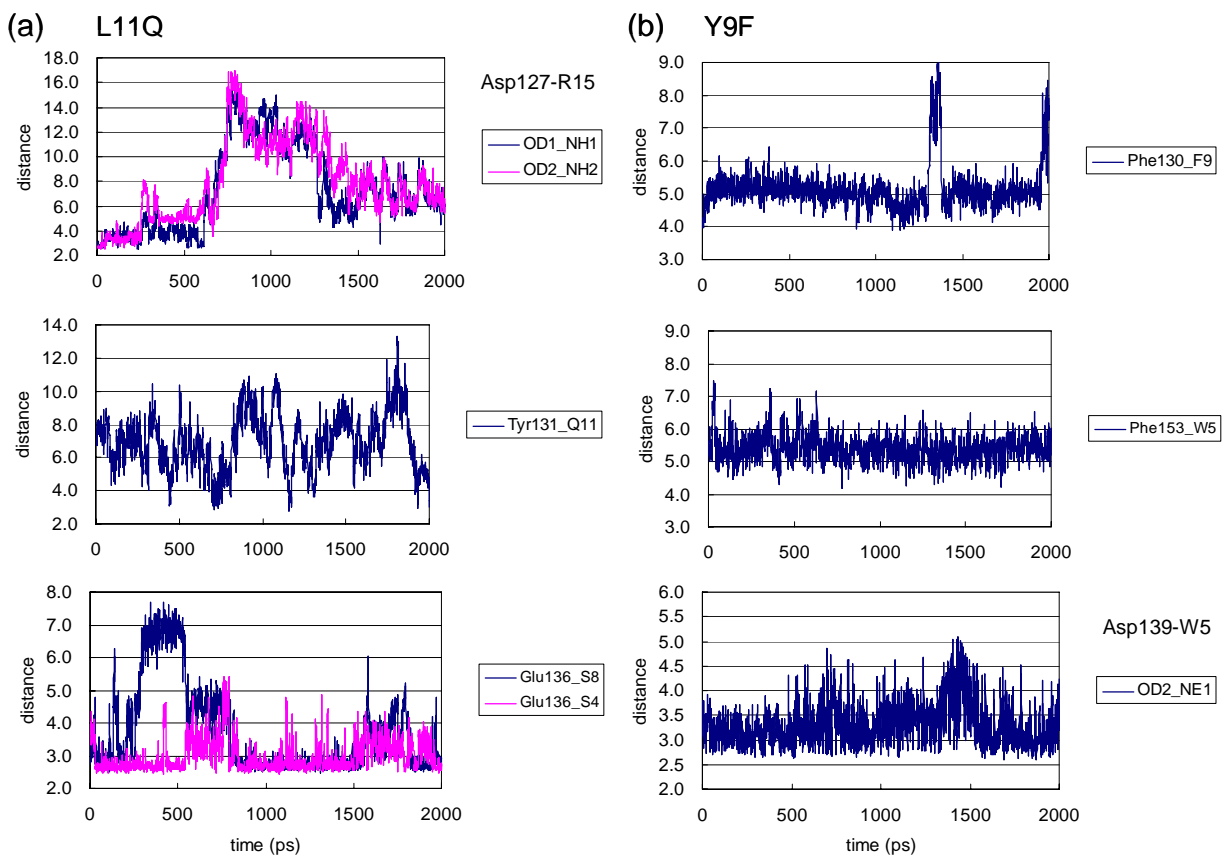 (a) L11Q
18.0
16.0
14.0
12.0
10.0
8.0
6.0
4.0
2.0
distance
0 500 1000 1500 2000
Asp127-R15
OD1_NH1
OD2_NH2
14.0
12.0
10.0
8.0
6.0
4.0
2.0
distance
0 500 1000 1500 2000
Tyr131_Q11
8.0
7.0
6.0
5.0
4.0
3.0
2.0
distance
0 500 1000 1500 2000
time (ps)
Glu136_S8
Glu136_S4
(b) Y9F
9.0
8.0
7.0
6.0
5.0
4.0
3.0
distance
0 500 1000 1500 2000
Phe130_F9
9.0
8.0
7.0
6.0
5.0
4.0
3.0
distance
0 500 1000 1500 2000
Phe153_W5
6.0
5.5
5.0
4.5
4.0
3.5
3.0
2.5
2.0
distance
0 500 1000 1500 2000
time (ps)
Asp139-W5
OD2_NE1